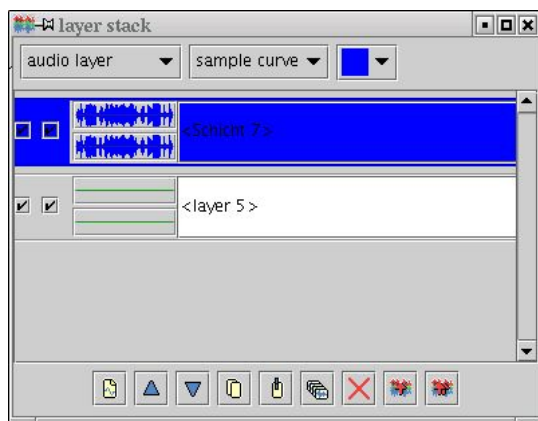 layer stack
audio layer
sample curve
<Schicht 7>
<layer 5>